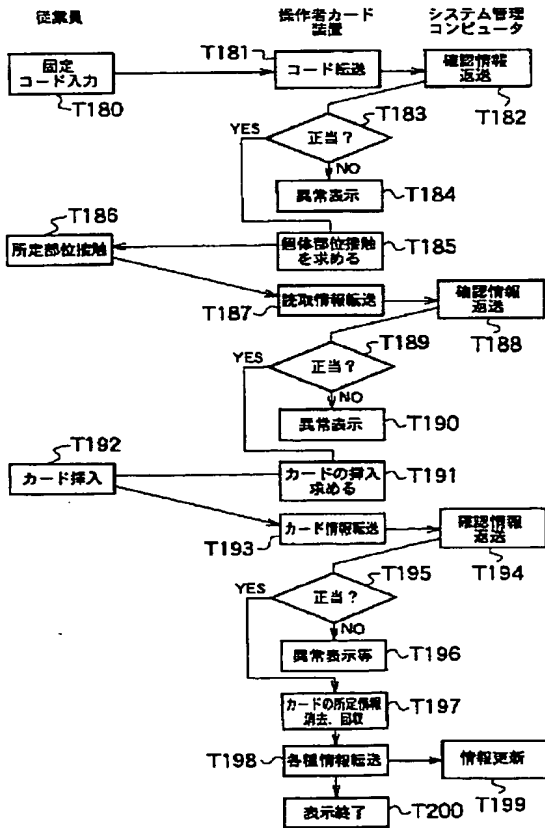 従業員
操作者カード
装置
システム管理
コンピュータ
固定
コード入力
T180
T181
コード転送
確認情報
返送
T182
T183
YES
正当?
NO
異常表示
T184
T186
所定部位接触
個体部位接触
を求める
T185
読取情報転送
T187
確認情報
返送
T188
T189
YES
正当?
NO
異常表示
T190
T192
カード挿入
カードの挿入
求める
T191
カード情報転送
T193
確認情報
返送
T194
T195
YES
正当?
NO
異常表示等
T196
カードの所定情報
消去、回収
T197
T198
各種情報転送
情報更新
T199
表示終了
T200